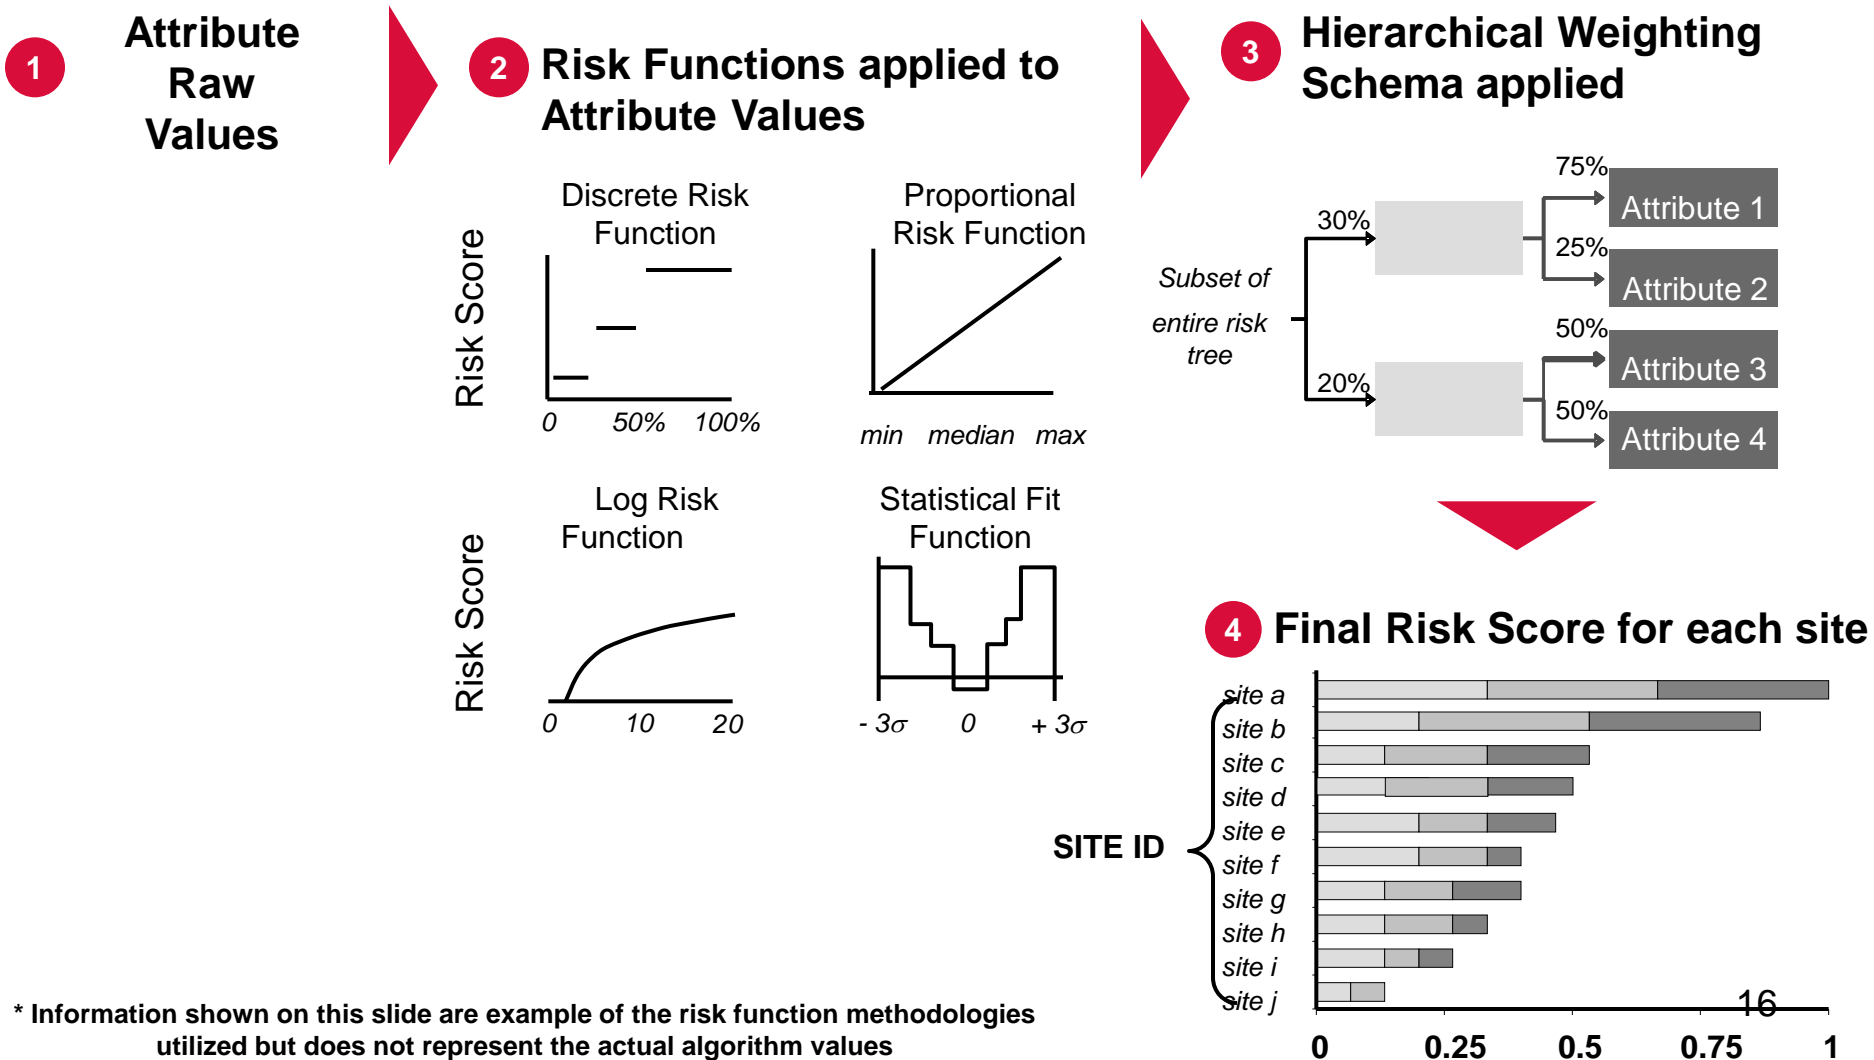 1
Attribute
Raw
Values
2
Risk Functions applied to
Attribute Values
3
Hierarchical Weighting
Schema applied
Discrete Risk
Function
Risk Score
0 50% 100%
Proportional
Risk Function
min median max
Log Risk
Function
Risk Score
0 10 20
Statistical Fit
Function
- 3σ 0 + 3σ
Subset of
entire risk
tree
30%
20%
75%
Attribute 1
25%
Attribute 2
50%
Attribute 3
50%
Attribute 4
4
Final Risk Score for each site
SITE ID
site a
site b
site c
site d
site e
site f
site g
site h
site i
site j
0 0.25 0.5 0.75 1
16
* Information shown on this slide are example of the risk function methodologies
utilized but does not represent the actual algorithm values